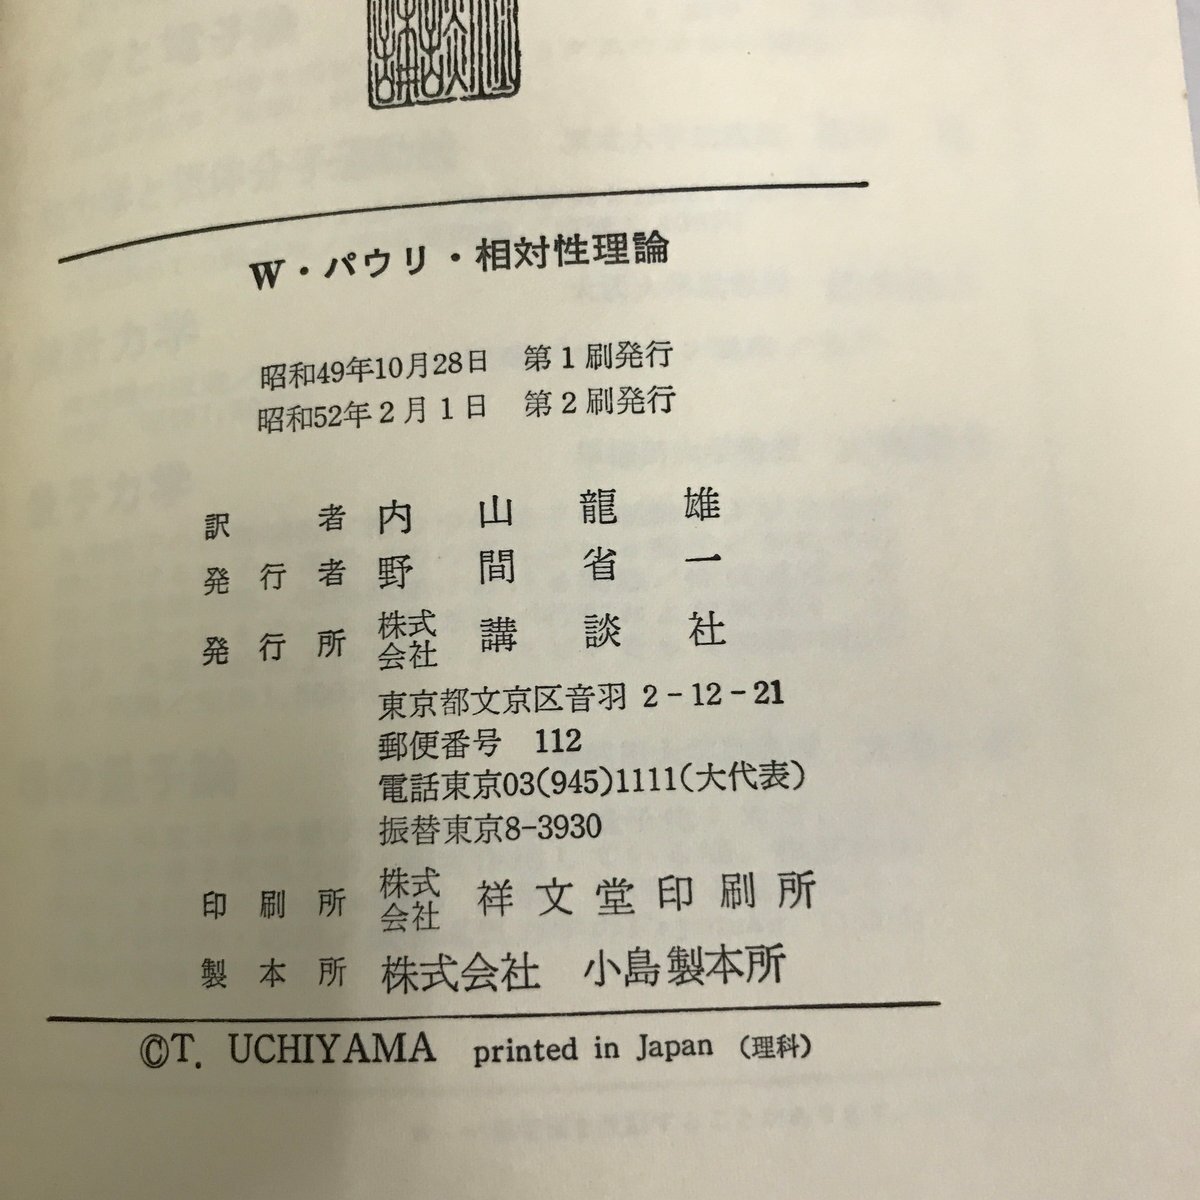 W・パウリ・相対性理論
昭和49年10月28日 第1刷発行
昭和52年2月1日 第2刷発行
訳者 内山龍雄
発行者 野間省一
発行所 株式会社 講談社
東京都文京区音羽 2-12-21
郵便番号 112
電話東京03(945)1111(大代表)
振替東京8-3930
印刷所 株式会社 祥文堂印刷所
製本所 株式会社 小島製本所
©T. UCHIYAMA printed in Japan (理科)